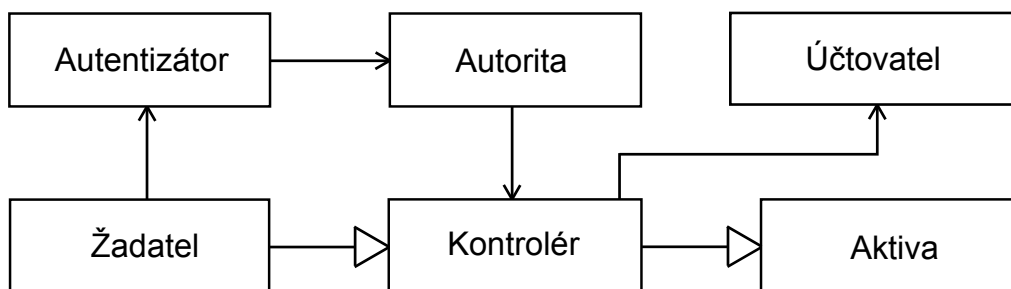 Autentizátor
Autorita
Účtovatel
Žadatel
Kontrolér
Aktiva